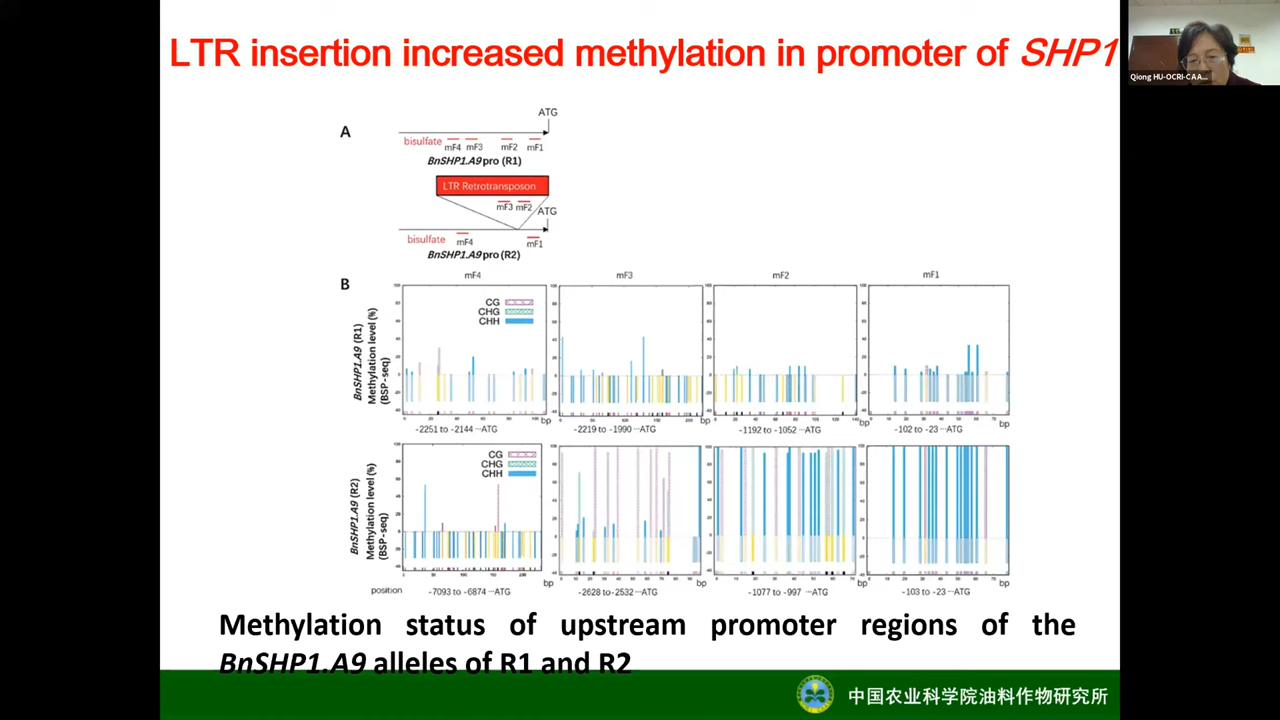 LTR insertion increased methylation in promoter of SHP1
Qiong HU-OCRI-CAA...
A
ATG
bisulfate
mF4 mF3 mF2 mF1
BnSHP1.A9 pro (R1)
LTR Retrotransposon
mF3 mF2
ATG
bisulfate
mF4
mF1
BnSHP1.A9 pro (R2)
B
mF4 mF3 mF2 mF1
BnSHP1.A9 (R1)
Methylation level (%)
(BSP-seq)
CG
CHG
CHH
bp bp bp bp
-2251 to -2144 ···ATG
-2219 to -1990 ···ATG
-1192 to -1052 ···ATG
-102 to -23 ···ATG
BnSHP1.A9 (R2)
Methylation level (%)
(BSP-seq)
CG
CHG
CHH
bp bp bp bp
position
-7093 to -6874 ···ATG
-2628 to -2532 ···ATG
-1077 to -997 ···ATG
-103 to -23 ···ATG
Methylation status of upstream promoter regions of the
BnSHP1.A9 alleles of R1 and R2
中国农业科学院油料作物研究所